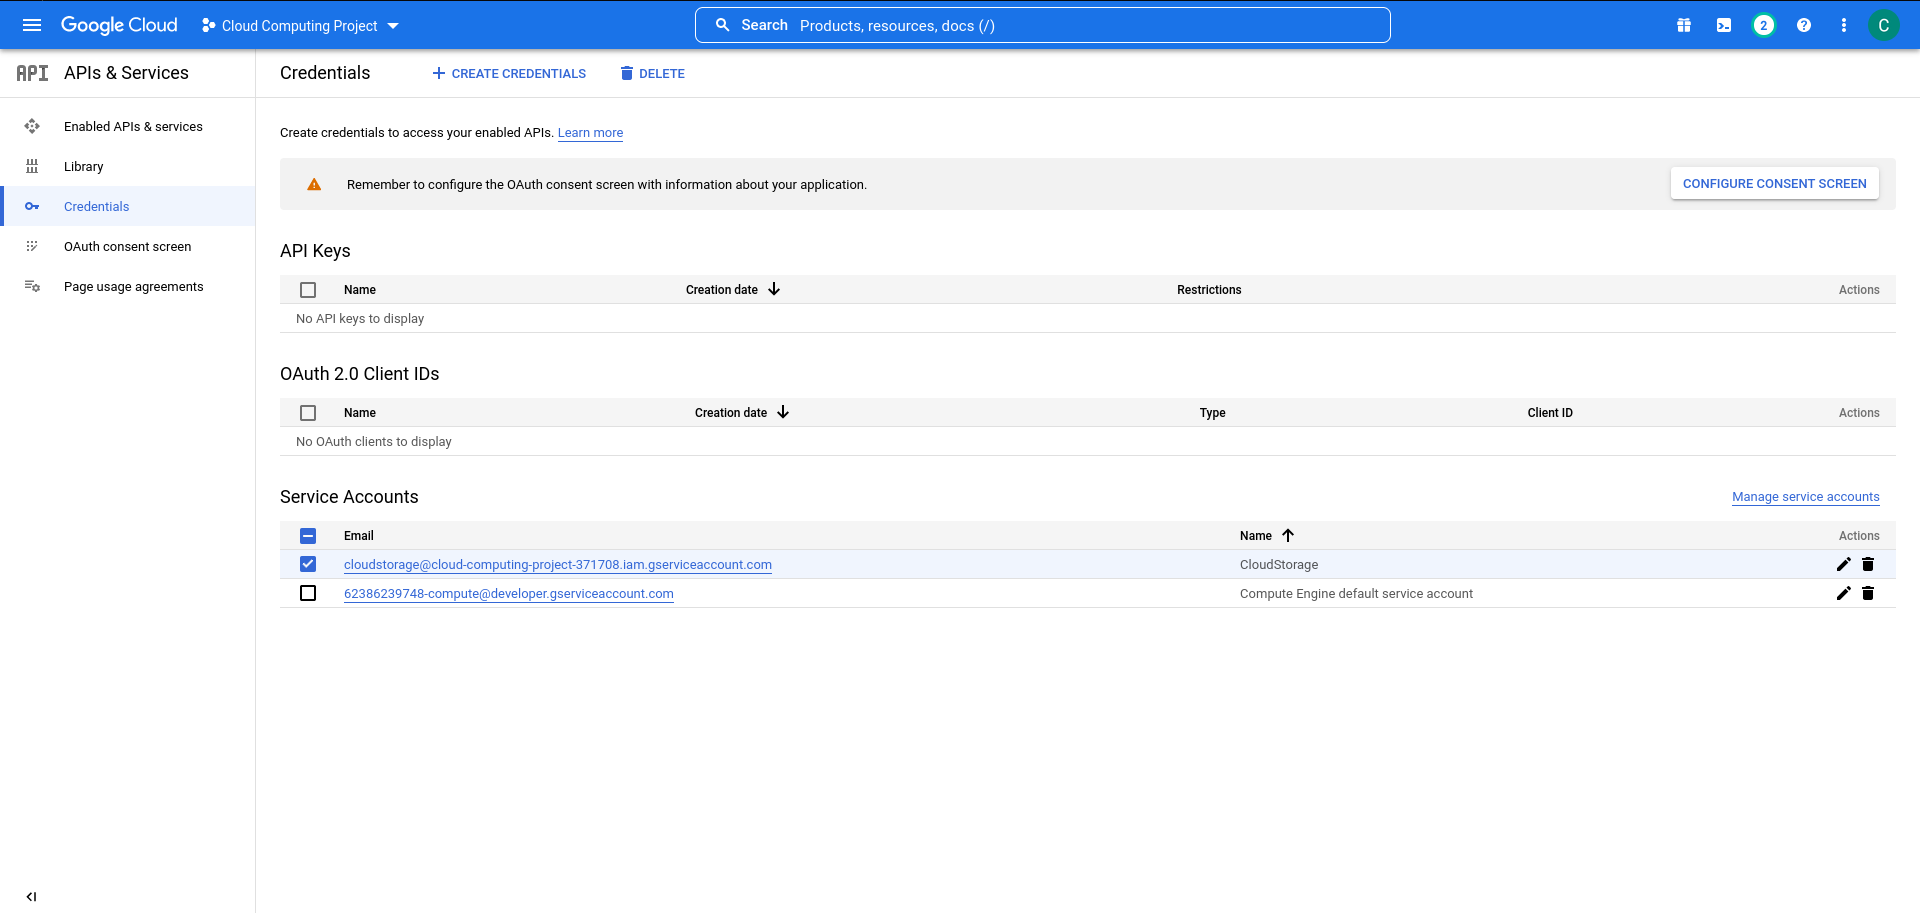 Google Cloud
Cloud Computing Project
Search Products, resources, docs (/)
2
C
API APIs & Services
Credentials
CREATE CREDENTIALS
DELETE
Enabled APIs & services
Library
Credentials
OAuth consent screen
Page usage agreements
Create credentials to access your enabled APIs. Learn more
Remember to configure the OAuth consent screen with information about your application.
CONFIGURE CONSENT SCREEN
API Keys
Name Creation date Restrictions Actions
No API keys to display
OAuth 2.0 Client IDs
Name Creation date Type Client ID Actions
No OAuth clients to display
Service Accounts
Manage service accounts
Email Name Actions
cloudstorage@cloud-computing-project-371708.iam.gserviceaccount.com CloudStorage
62386239748-compute@developer.gserviceaccount.com Compute Engine default service account